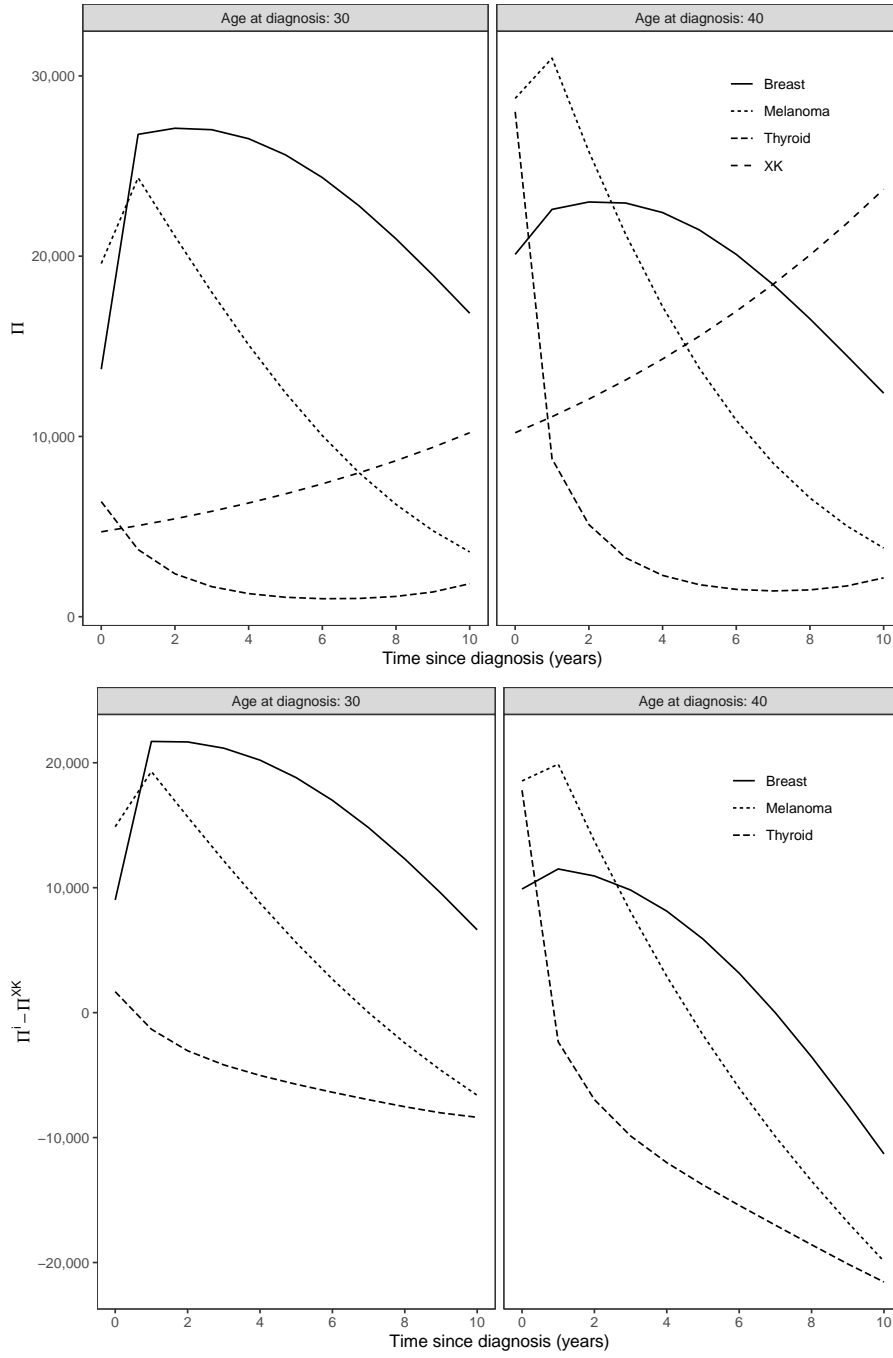 Age at diagnosis: 30
Age at diagnosis: 40
30,000
20,000
10,000
0
Π
Breast
Melanoma
Thyroid
XK
0 2 4 6 8 10
0 2 4 6 8 10
Time since diagnosis (years)
Age at diagnosis: 30
Age at diagnosis: 40
20,000
10,000
0
−10,000
−20,000
Πⁱ−Πˣᴷ
Breast
Melanoma
Thyroid
0 2 4 6 8 10
0 2 4 6 8 10
Time since diagnosis (years)